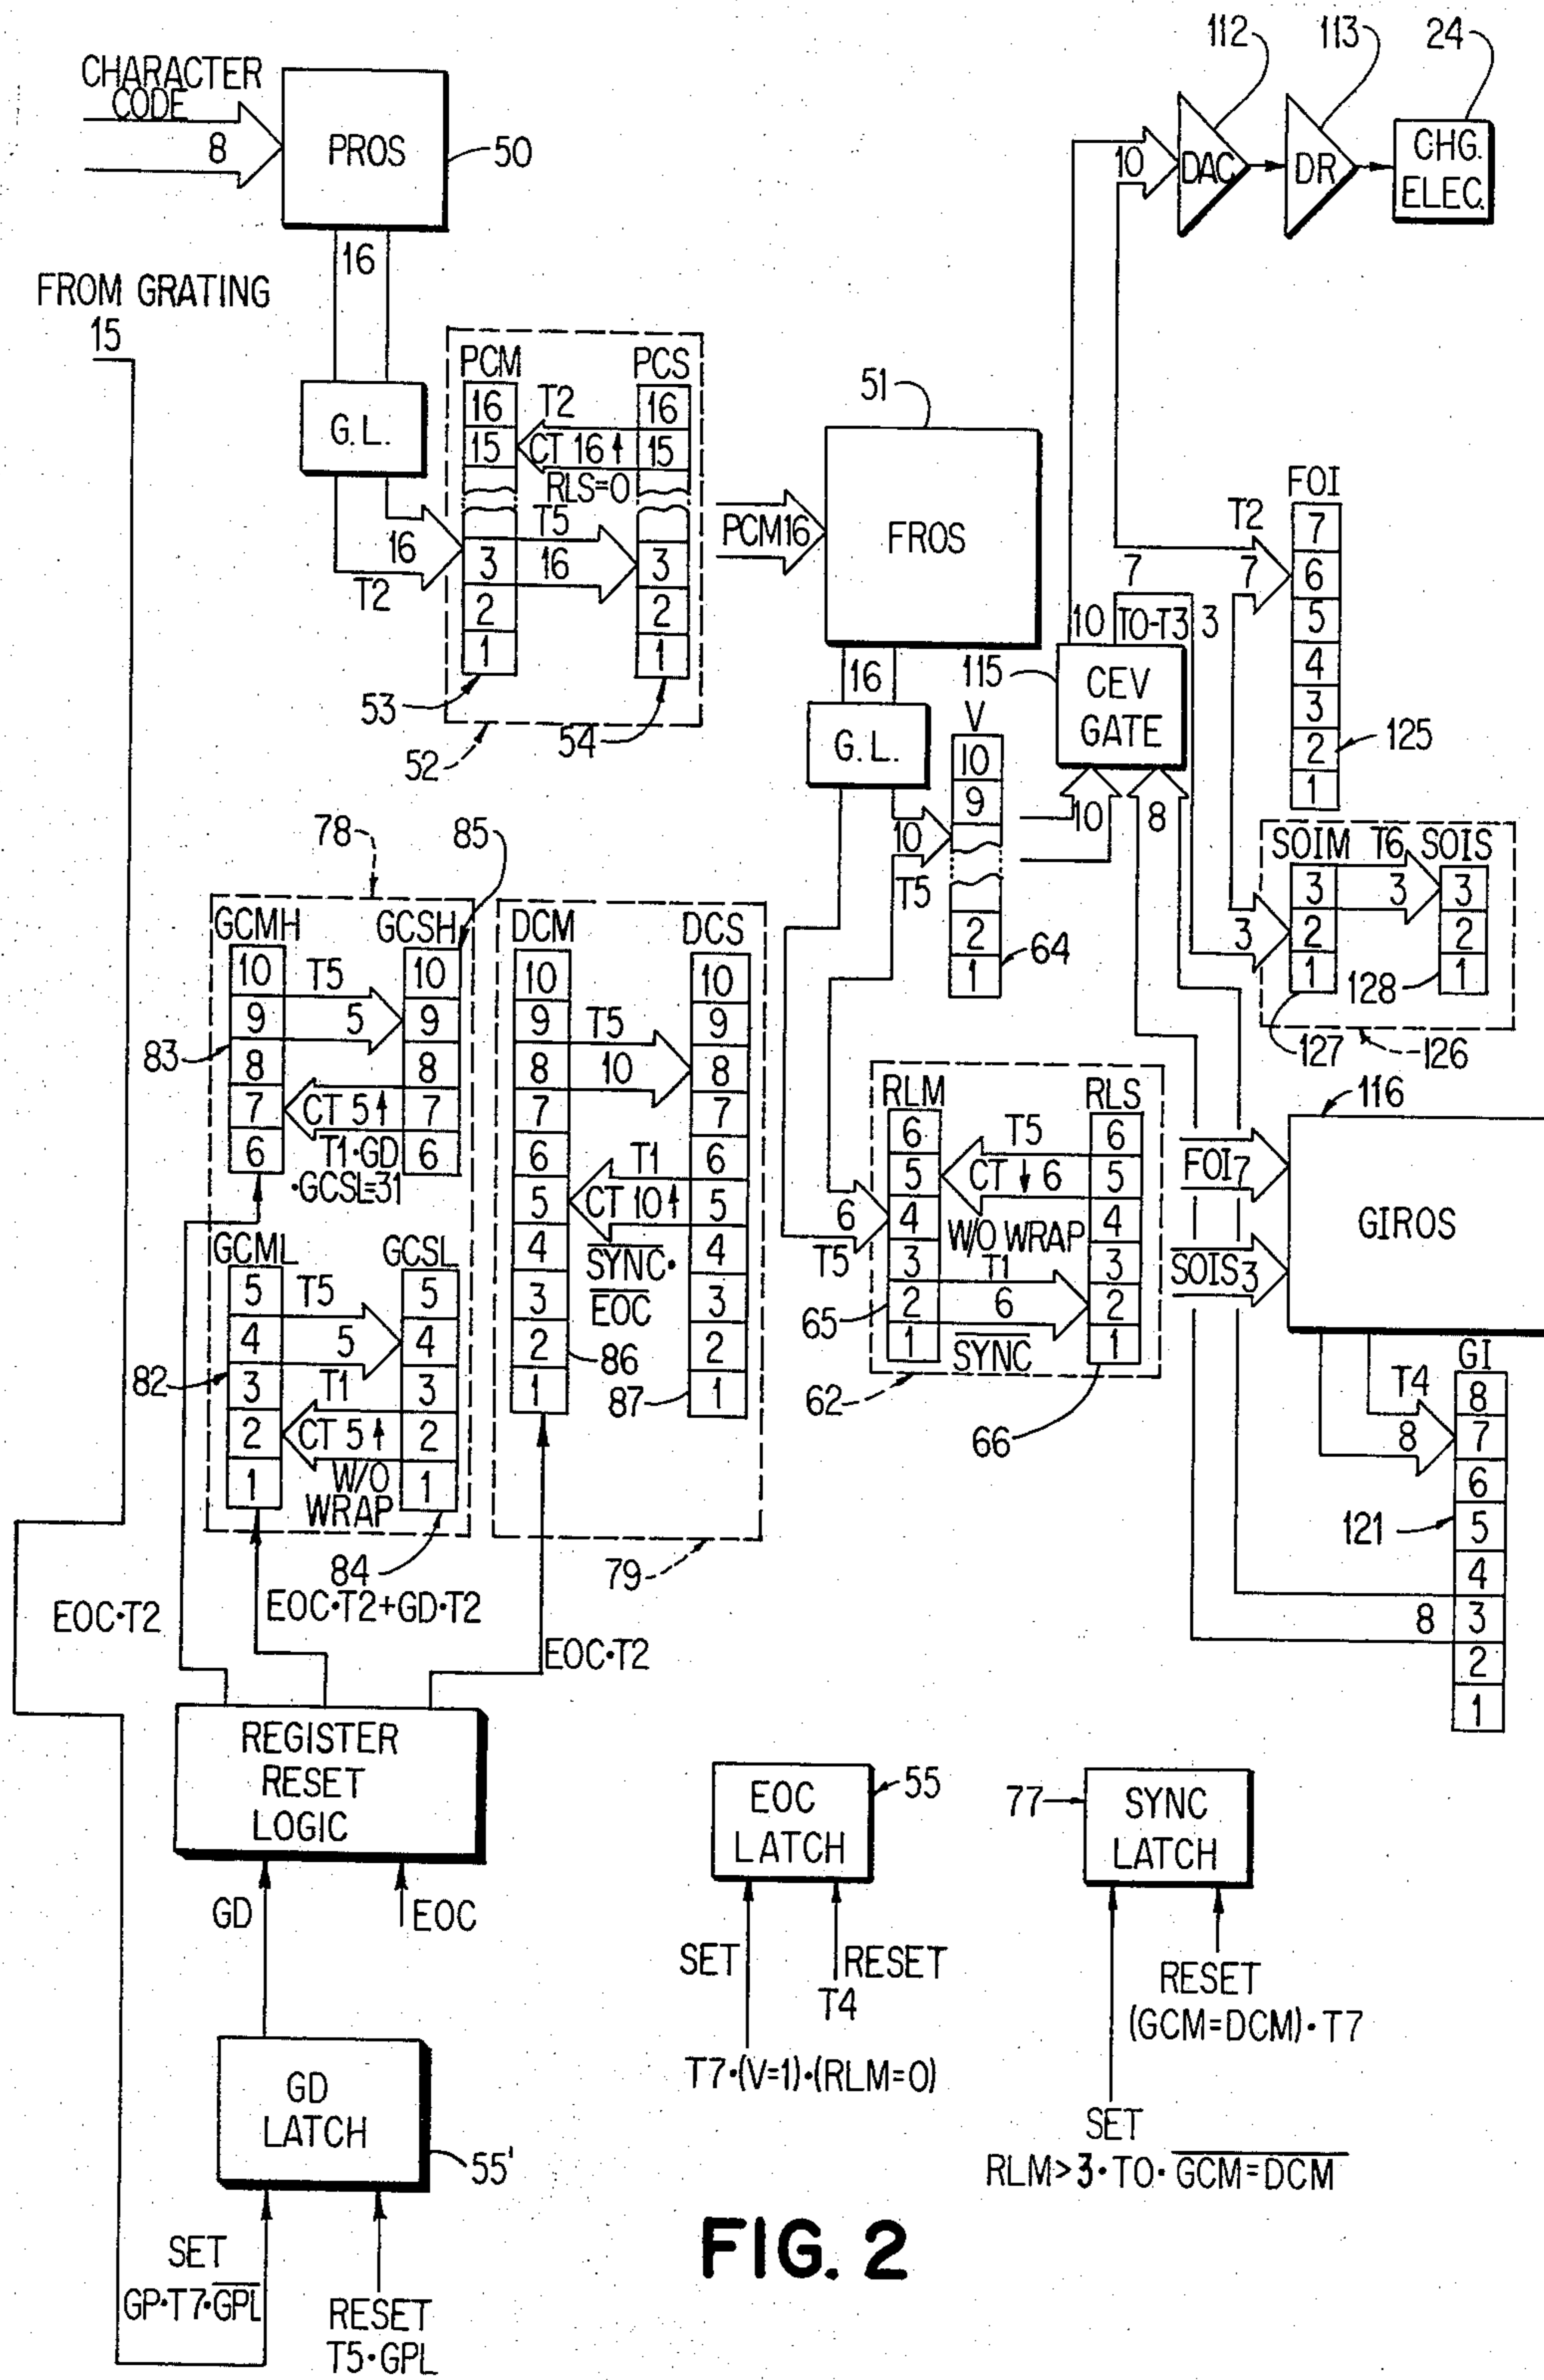 112
113
24
CHARACTER
CODE
8
PROS
50
10
DAC
DR
CHG.
ELEC.
16
FROM GRATING
15
G.L.
16
T2
PCM
PCS
16
15
3
2
1
T2
CT 16↑
RLS=0
T5
16
16
15
3
2
1
53
54
52
PCM16
51
FROS
16
G.L.
10
T5
V
10
9
2
1
64
115
10
T0-T3
3
7
CEV
GATE
10
8
FOI
T2
7
7
6
5
4
3
2
1
125
SOIM
T6
SOIS
3
3
2
1
3
2
1
3
127
128
126
78
85
GCMH
GCSH
10
9
8
7
6
T5
5
CT 5↑
T1·GD
·GCSL=31
10
9
8
7
6
83
GCML
GCSL
5
4
3
2
1
T5
5
T1
CT 5↑
W/O
WRAP
5
4
3
2
1
82
84
DCM
DCS
10
9
8
7
6
5
4
3
2
1
T5
10
T1
CT 10↑
S̅Y̅N̅C̅·
E̅O̅C̅
10
9
8
7
6
5
4
3
2
1
86
87
79
RLM
RLS
6
5
4
3
2
1
T5
CT ↓ 6
W/O WRAP
T1
6
S̅Y̅N̅C̅
6
5
4
3
2
1
6
T5
65
62
66
116
FOI7
SOIS3
GIROS
T4
8
GI
8
7
6
5
4
3
2
1
8
121
EOC·T2
EOC·T2+GD·T2
EOC·T2
REGISTER
RESET
LOGIC
GD
EOC
GD
LATCH
55'
SET
GP·T7·G̅P̅L̅
RESET
T5·GPL
EOC
LATCH
55
SET
RESET
T4
T7·(V=1)·(RLM=0)
77
SYNC
LATCH
RESET
(GCM=DCM)·T7
SET
RLM>3·TO·G̅C̅M̅=̅D̅C̅M̅
FIG. 2